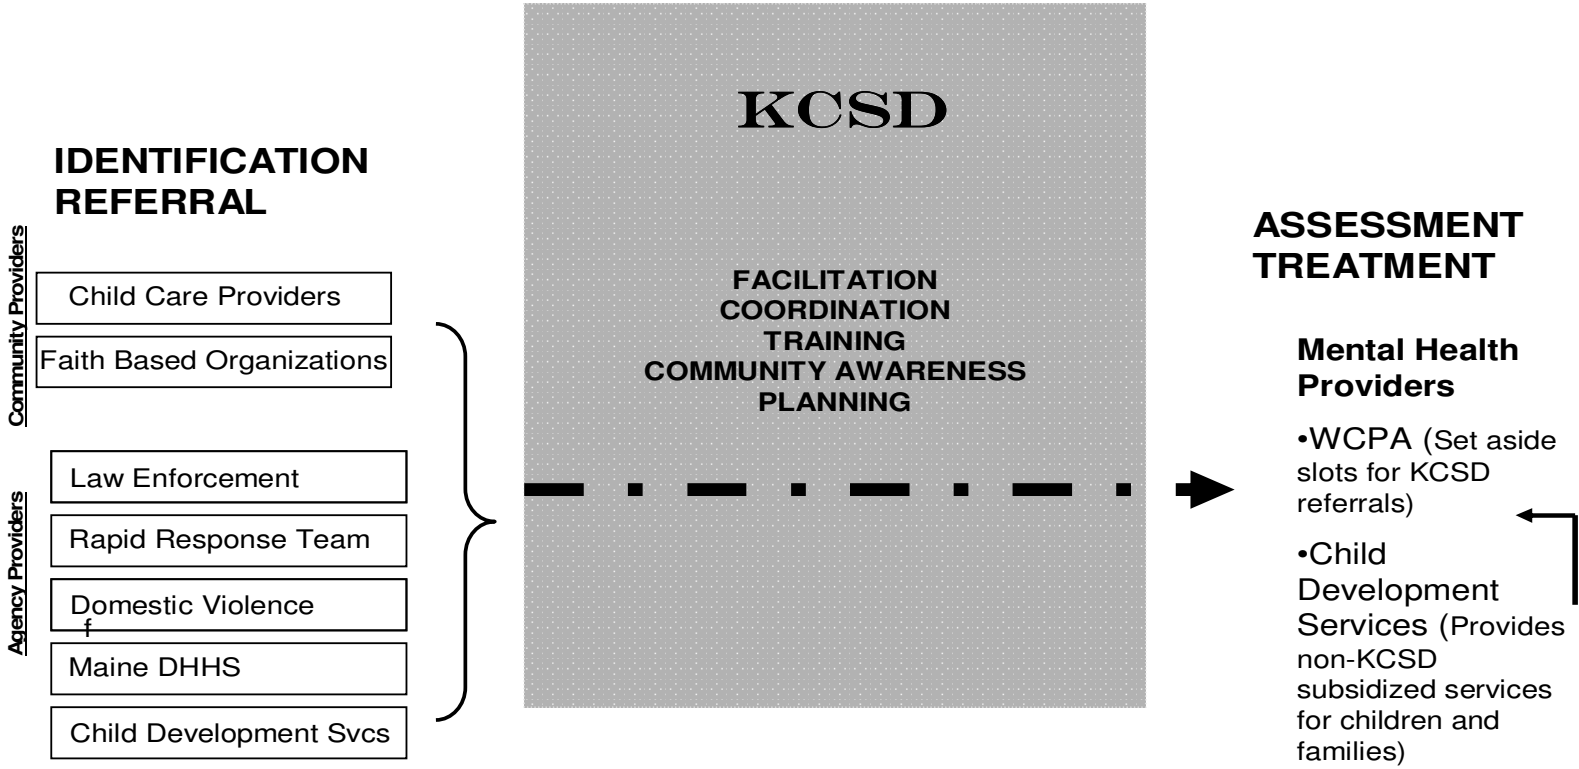 IDENTIFICATION
REFERRAL
Community Providers
Child Care Providers
Faith Based Organizations
Agency Providers
Law Enforcement
Rapid Response Team
Domestic Violence
f
Maine DHHS
Child Development Svcs
KCSD
FACILITATION
COORDINATION
TRAINING
COMMUNITY AWARENESS
PLANNING
ASSESSMENT
TREATMENT
Mental Health
Providers
•WCPA (Set aside
slots for KCSD
referrals)
•Child
Development
Services (Provides
non-KCSD
subsidized services
for children and
families)